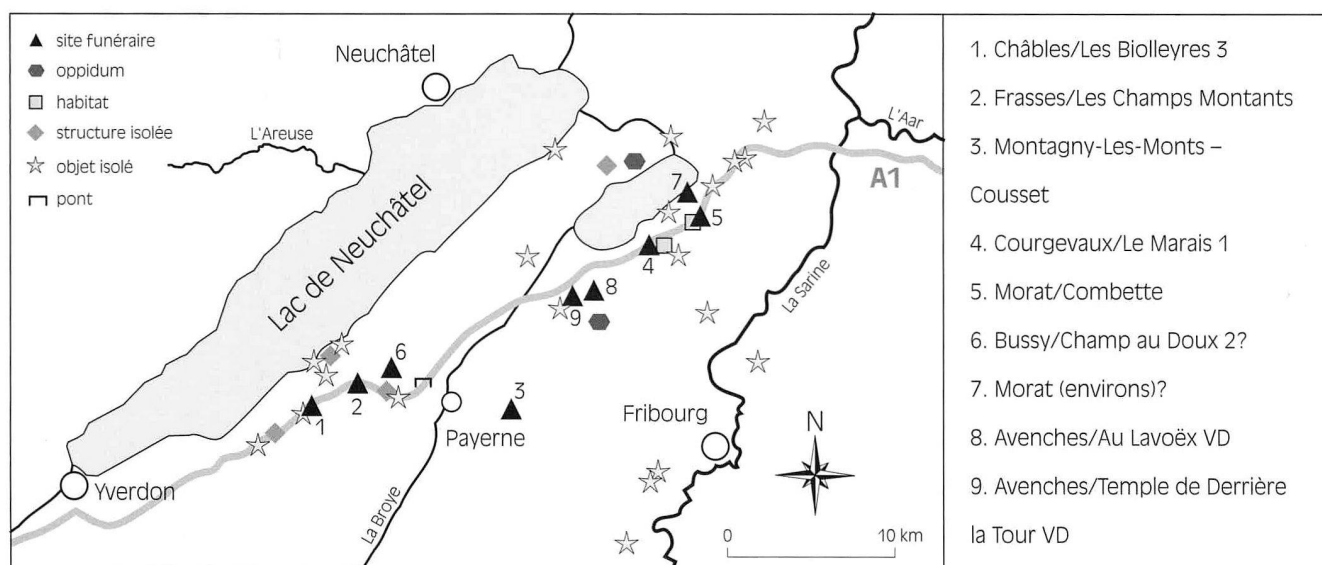 site funéraire
oppidum
habitat
structure isolée
objet isolé
pont
Neuchâtel
L'Areuse
Lac de Neuchâtel
L'Aar
A1
7
5
4
8
9
6
2
1
3
La Sarine
Fribourg
N
Payerne
Yverdon
La Broye
0
10 km
1. Châbles/Les Biolleyres 3
2. Frasses/Les Champs Montants
3. Montagny-Les-Monts –
Cousset
4. Courgevaux/Le Marais 1
5. Morat/Combette
6. Bussy/Champ au Doux 2?
7. Morat (environs)?
8. Avenches/Au Lavoëx VD
9. Avenches/Temple de Derrière
la Tour VD